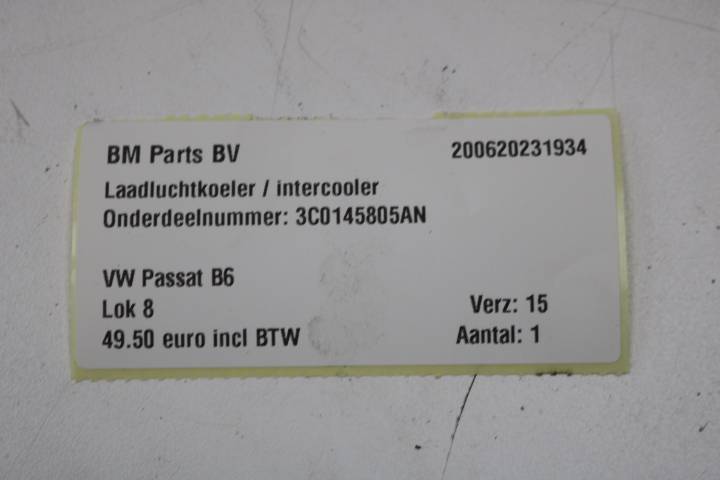 BM Parts BV 200620231934
Laadluchtkoeler / intercooler
Onderdeelnummer: 3C0145805AN
VW Passat B6
Lok 8 Verz: 15
49.50 euro incl BTW Aantal: 1